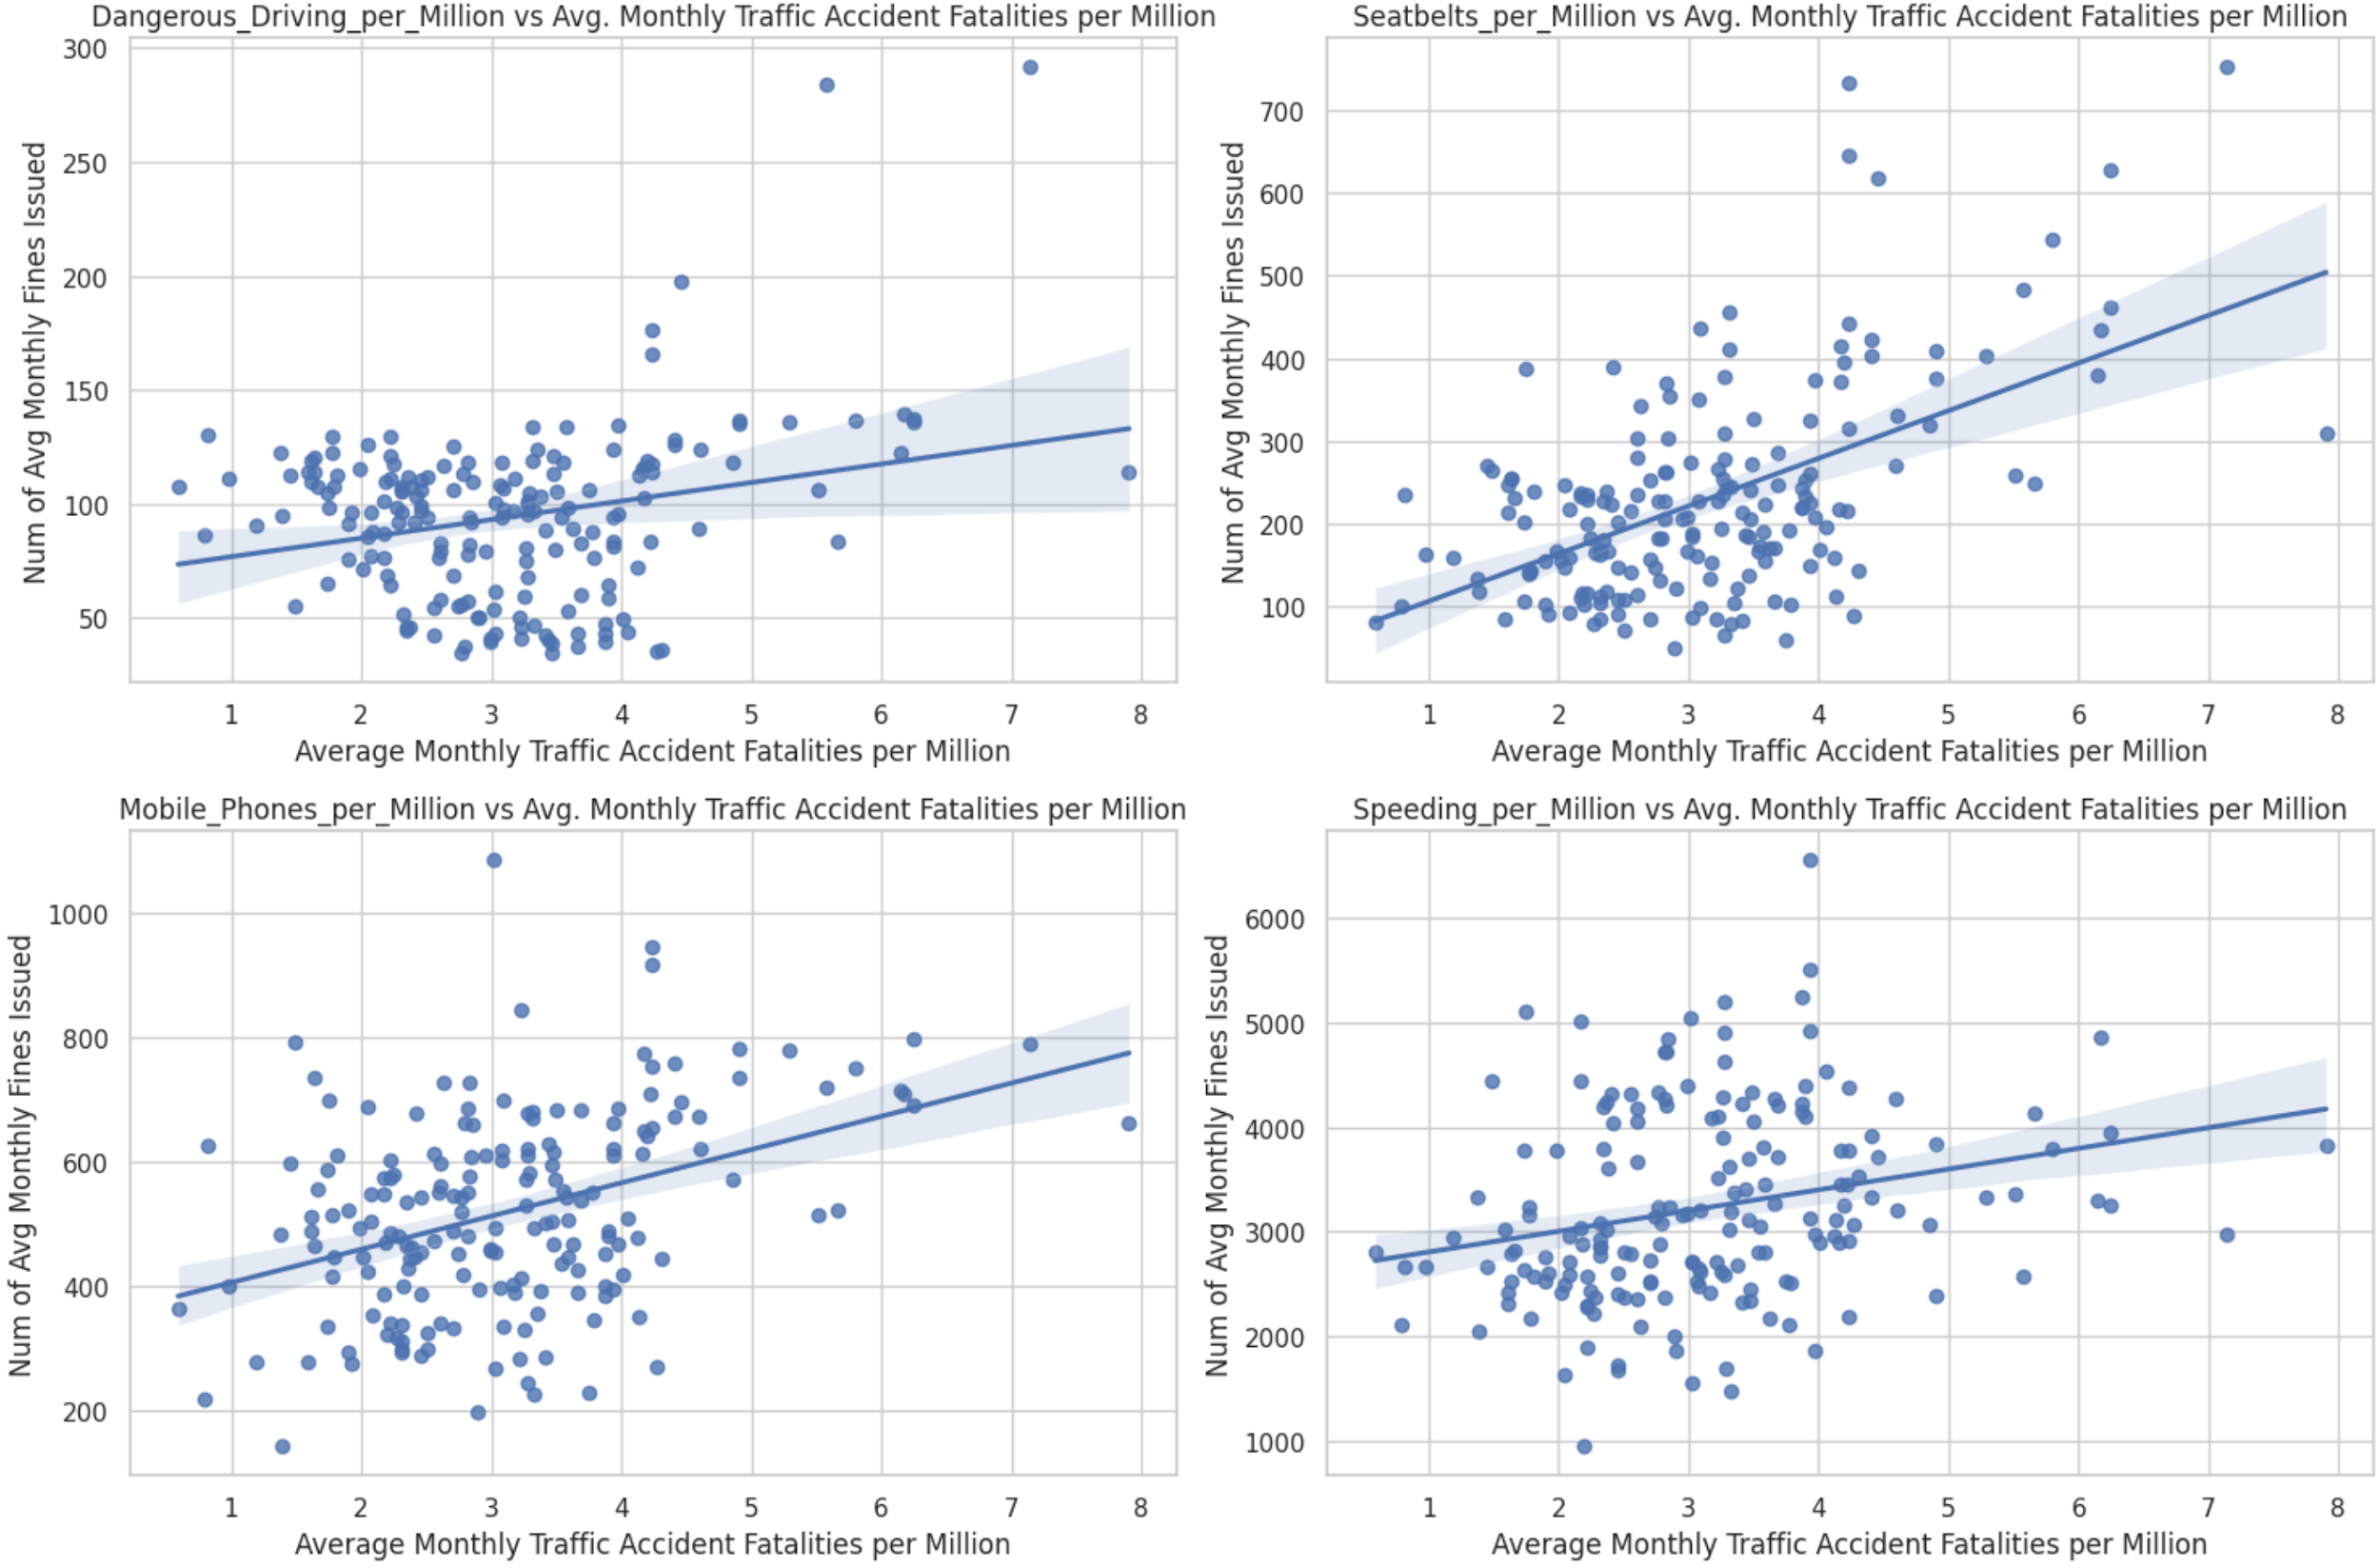 Dangerous_Driving_per_Million vs Avg. Monthly Traffic Accident Fatalities per Million
Num of Avg Monthly Fines Issued
300
250
200
150
100
50
1 2 3 4 5 6 7 8
Average Monthly Traffic Accident Fatalities per Million
Seatbelts_per_Million vs Avg. Monthly Traffic Accident Fatalities per Million
Num of Avg Monthly Fines Issued
700
600
500
400
300
200
100
1 2 3 4 5 6 7 8
Average Monthly Traffic Accident Fatalities per Million
Mobile_Phones_per_Million vs Avg. Monthly Traffic Accident Fatalities per Million
Num of Avg Monthly Fines Issued
1000
800
600
400
200
1 2 3 4 5 6 7 8
Average Monthly Traffic Accident Fatalities per Million
Speeding_per_Million vs Avg. Monthly Traffic Accident Fatalities per Million
Num of Avg Monthly Fines Issued
6000
5000
4000
3000
2000
1000
1 2 3 4 5 6 7 8
Average Monthly Traffic Accident Fatalities per Million